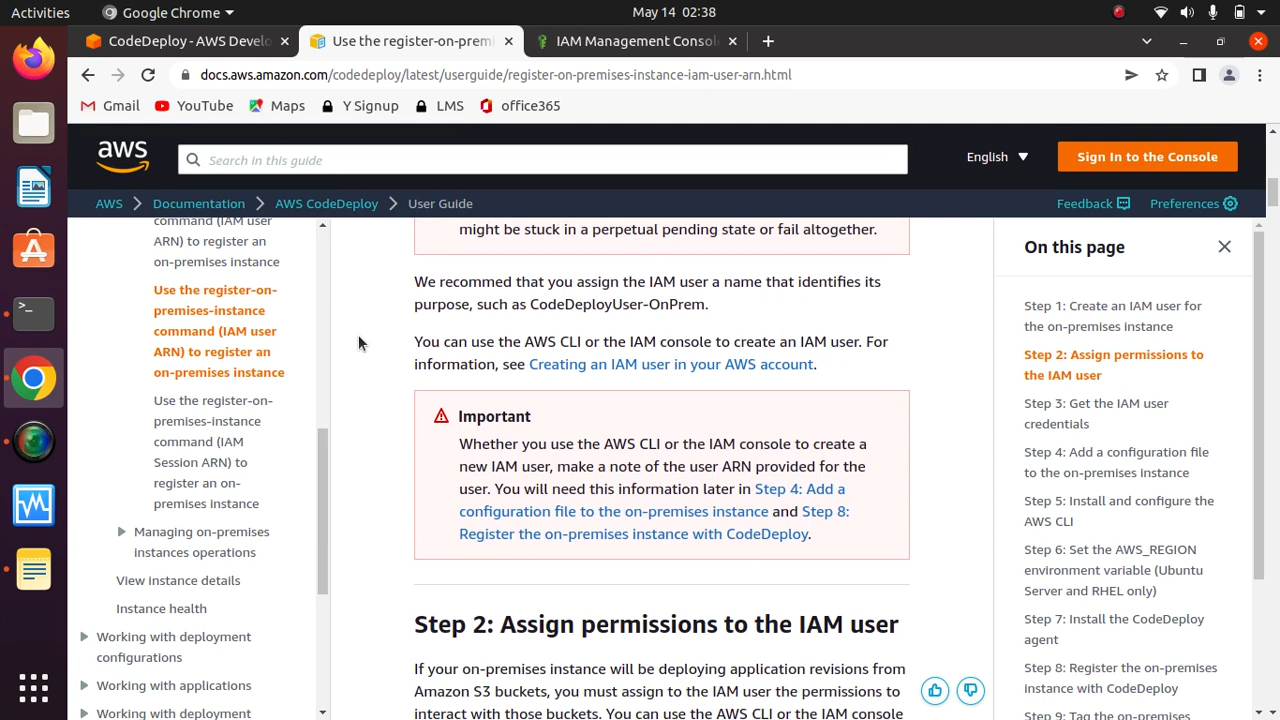 Activities
Google Chrome
May 14 02:38
CodeDeploy - AWS Develo
Use the register-on-premi
IAM Management Consol
docs.aws.amazon.com/codedeploy/latest/userguide/register-on-premises-instance-iam-user-arn.html
Gmail
YouTube
Maps
Y Signup
LMS
office365
aws
Search in this guide
English
Sign In to the Console
AWS
Documentation
AWS CodeDeploy
User Guide
Feedback
Preferences
command (IAM user
ARN) to register an
on-premises instance
Use the register-on-
premises-instance
command (IAM user
ARN) to register an
on-premises instance
Use the register-on-
premises-instance
command (IAM
Session ARN) to
register an on-
premises instance
Managing on-premises
instances operations
View instance details
Instance health
Working with deployment
configurations
Working with applications
Working with deployment
might be stuck in a perpetual pending state or fail altogether.
We recommed that you assign the IAM user a name that identifies its
purpose, such as CodeDeployUser-OnPrem.
You can use the AWS CLI or the IAM console to create an IAM user. For
information, see Creating an IAM user in your AWS account.
Important
Whether you use the AWS CLI or the IAM console to create a
new IAM user, make a note of the user ARN provided for the
user. You will need this information later in Step 4: Add a
configuration file to the on-premises instance and Step 8:
Register the on-premises instance with CodeDeploy.
Step 2: Assign permissions to the IAM user
If your on-premises instance will be deploying application revisions from
Amazon S3 buckets, you must assign to the IAM user the permissions to
interact with those buckets. You can use the AWS CLI or the IAM console
On this page
Step 1: Create an IAM user for
the on-premises instance
Step 2: Assign permissions to
the IAM user
Step 3: Get the IAM user
credentials
Step 4: Add a configuration file
to the on-premises instance
Step 5: Install and configure the
AWS CLI
Step 6: Set the AWS_REGION
environment variable (Ubuntu
Server and RHEL only)
Step 7: Install the CodeDeploy
agent
Step 8: Register the on-premises
instance with CodeDeploy
Step 9: Tag the on-premises